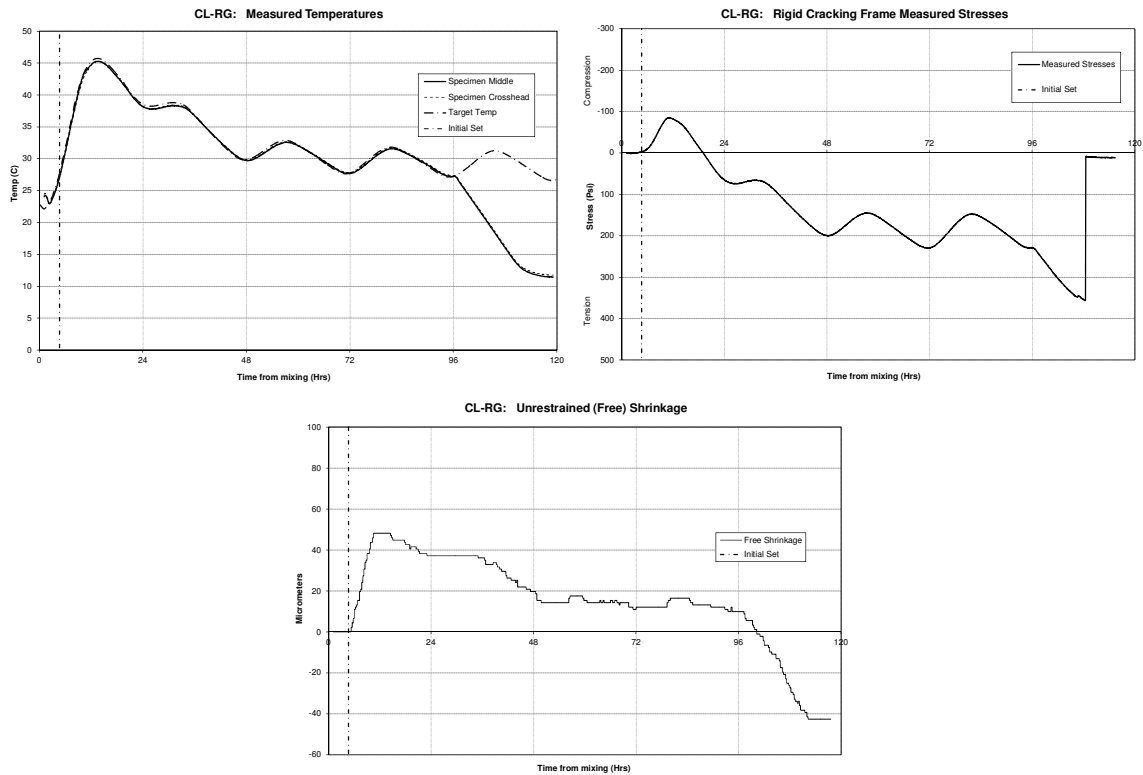 CL-RG: Measured Temperatures
50
45
40
35
30
25
20
15
10
5
0
Temp (C)
0 24 48 72 96 120
Time from mixing (Hrs)
Specimen Middle
Specimen Crosshead
Target Temp
Initial Set
CL-RG: Rigid Cracking Frame Measured Stresses
-300
-200
-100
0
100
200
300
400
500
Compression
Stress (Psi)
Tension
0 24 48 72 96 120
Time from mixing (Hrs)
Measured Stresses
Initial Set
CL-RG: Unrestrained (Free) Shrinkage
100
80
60
40
20
0
-20
-40
-60
Micrometers
0 24 48 72 96 120
Time from mixing (Hrs)
Free Shrinkage
Initial Set